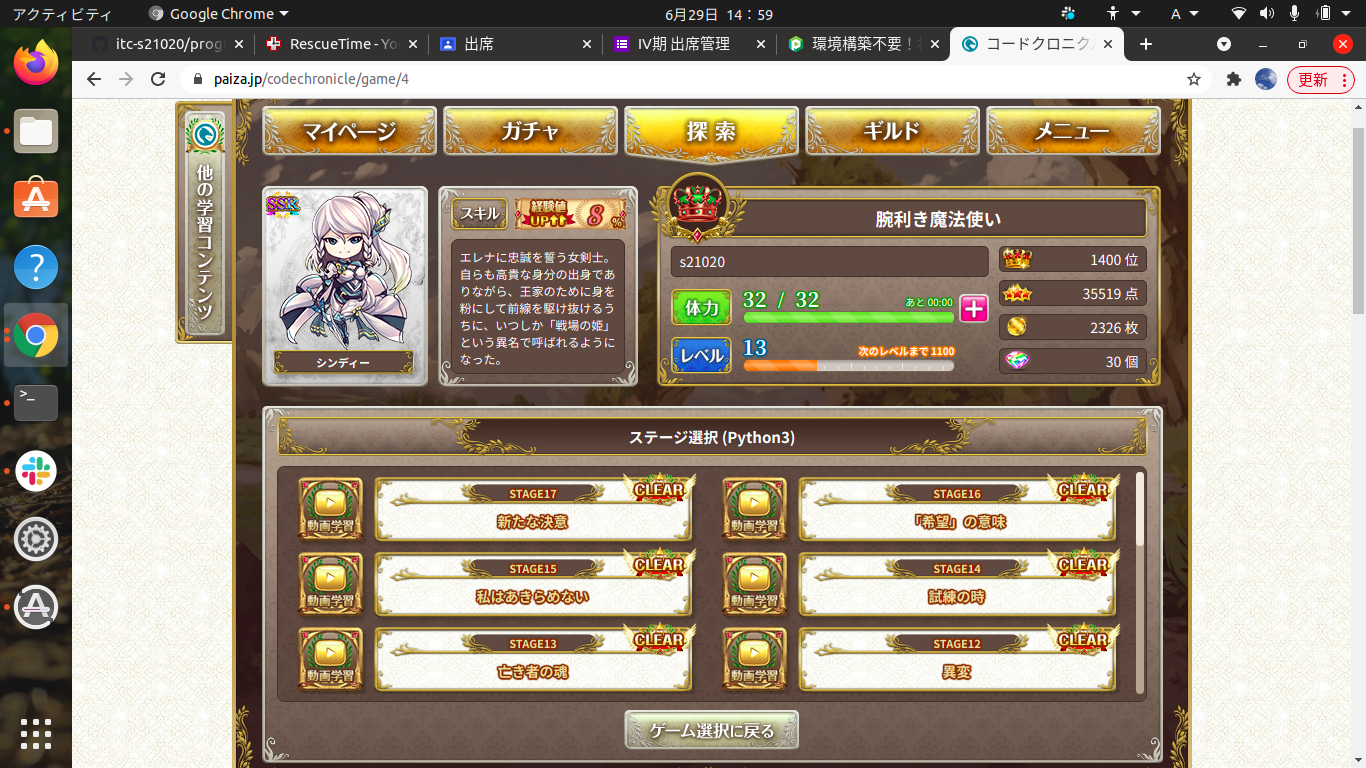 アクティビティ
Google Chrome
6月29日 14：59
A
itc-s21020/prog
RescueTime - Yo
出席
IV期 出席管理
環境構築不要！
コードクロニク
paiza.jp/codechronicle/game/4
更新
他の学習コンテンツ
マイページ
ガチャ
探索
ギルド
メニュー
SSR
シンディー
スキル
経験値
UP
8
%
エレナに忠誠を誓う女剣士。
自らも高貴な身分の出身であ
りながら、王家のために身を
粉にして前線を駆け抜けるう
ちに、いつしか「戦場の姫」
という異名で呼ばれるように
なった。
腕利き魔法使い
s21020
1400 位
体力
32 / 32
あと 00:00
35519 点
2326 枚
レベル
13
次のレベルまで 1100
30 個
ステージ選択 (Python3)
動画学習
STAGE17
CLEAR
新たな決意
動画学習
STAGE16
CLEAR
「希望」の意味
動画学習
STAGE15
CLEAR
私はあきらめない
動画学習
STAGE14
CLEAR
試練の時
動画学習
STAGE13
CLEAR
亡き者の魂
動画学習
STAGE12
CLEAR
異変
ゲーム選択に戻る